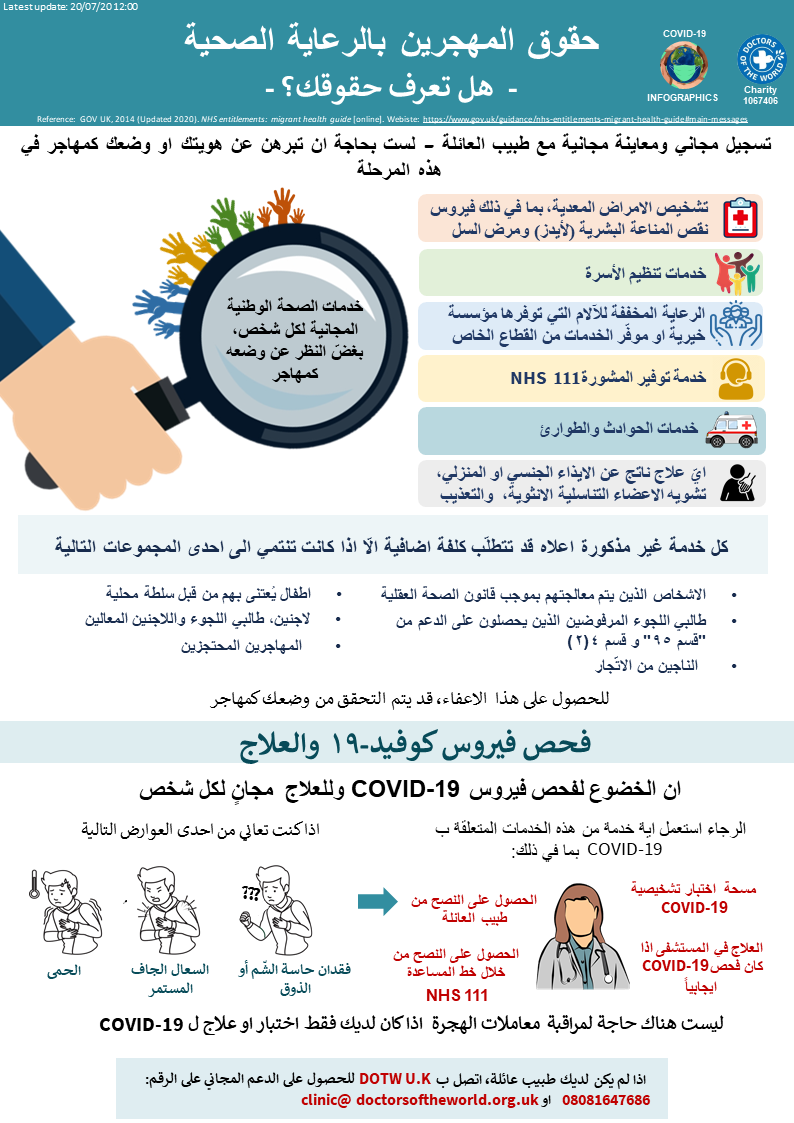 Latest update: 20/07/20 12:00
حقوق المهجرين بالرعاية الصحية
- هل تعرف حقوقك؟ -
COVID-19
INFOGRAPHICS
DOCTORS OF THE WORLD
Charity
1067406
Reference: GOV UK, 2014 (Updated 2020). NHS entitlements: migrant health guide [online]. Webiste: https://www.gov.uk/guidance/nhs-entitlements-migrant-health-guide#main-messages
تسجيل مجاني ومعاينة مجانية مع طبيب العائلة – لست بحاجة ان تبرهن عن هويتك او وضعك كمهاجر في
هذه المرحلة
تشخيص الامراض المعدية، بما في ذلك فيروس
نقص المناعة البشرية (لأيدز) ومرض السل
خدمات تنظيم الأسرة
الرعاية المخففة للآلام التي توفرها مؤسسة
خيرية او موفّر الخدمات من القطاع الخاص
خدمة توفير المشورة NHS 111
خدمات الحوادث والطوارئ
ايّ علاج ناتج عن الايذاء الجنسي او المنزلي،
تشويه الاعضاء التناسلية الانثوية، والتعذيب
خدمات الصحة الوطنية
المجانية لكل شخص،
بغضّ النظر عن وضعه
كمهاجر
كل خدمة غير مذكورة اعلاه قد تتطلّب كلفة اضافية الّا اذا كانت تنتمي الى احدى المجموعات التالية
• الاشخاص الذين يتم معالجتهم بموجب قانون الصحة العقلية
• طالبي اللجوء المرفوضين الذين يحصلون على الدعم من
"قسم ٩٥" و قسم ٤ (٢)
• الناجين من الاتّجار
• اطفال يُعتنى بهم من قبل سلطة محلية
• لاجنين، طالبي اللجوء واللاجنين المعالين
• المهاجرين المحتجزين
للحصول على هذا الاعفاء، قد يتم التحقق من وضعك كمهاجر
فحص فيروس كوفيد-١٩ والعلاج
ان الخضوع لفحص فيروس COVID-19 وللعلاج مجانٍ لكل شخص
الرجاء استعمل اية خدمة من هذه الخدمات المتعلّقة ب
COVID-19 بما في ذلك:
مسحة اختبار تشخيصية
COVID-19
العلاج في المستشفى اذا
كان فحص COVID-19
ايجابياً
الحصول على النصح من
طبيب العائلة
الحصول على النصح من
خلال خط المساعدة
NHS 111
اذا كنت تعاني من احدى العوارض التالية
???
فقدان حاسة الشّم أو
الذوق
السعال الجاف
المستمر
الحمى
ليست هناك حاجة لمراقبة معاملات الهجرة اذا كان لديك فقط اختبار او علاج ل COVID-19
اذا لم يكن لديك طبيب عائلة، اتصل ب DOTW U.K للحصول على الدعم المجاني على الرقم:
08081647686 او clinic@ doctorsoftheworld.org.uk